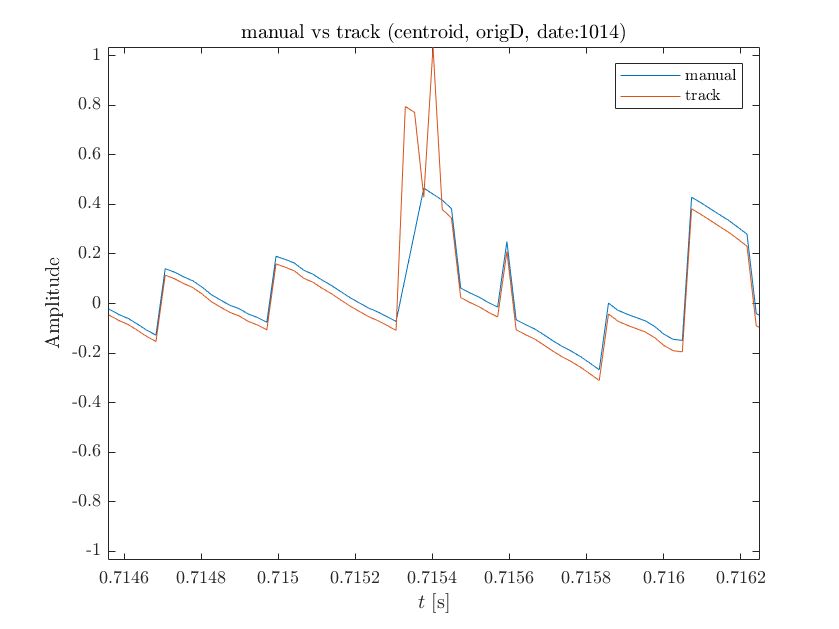 manual vs track (centroid, origD, date:1014)
manual
track
1
0.8
0.6
0.4
0.2
0
-0.2
-0.4
-0.6
-0.8
-1
Amplitude
0.7146 0.7148 0.715 0.7152 0.7154 0.7156 0.7158 0.716 0.7162
t [s]